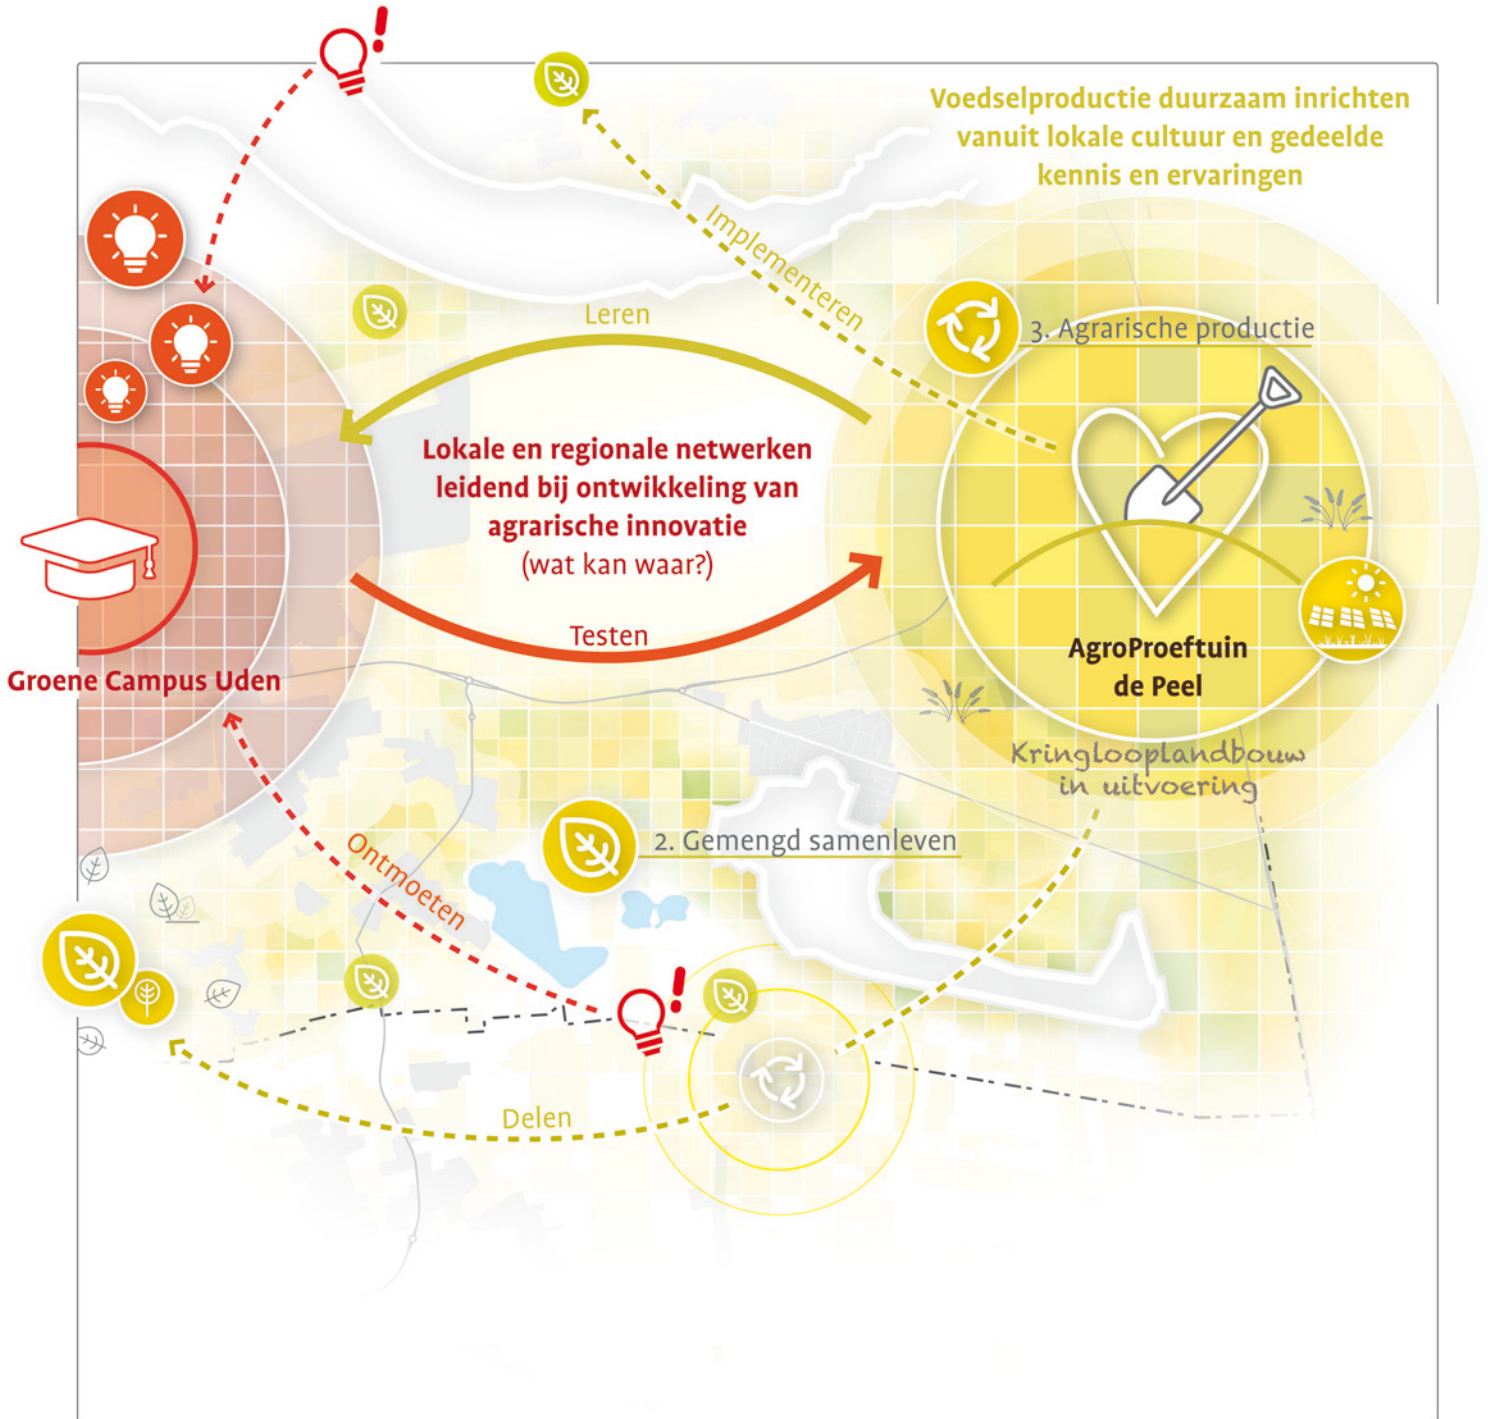 Voedselproductie duurzaam inrichten
vanuit lokale cultuur en gedeelde
kennis en ervaringen
Implementeren
Leren
3. Agrarische productie
Lokale en regionale netwerken
leidend bij ontwikkeling van
agrarische innovatie
(wat kan waar?)
Testen
AgroProeftuin
de Peel
Groene Campus Uden
Kringlooplandbouw
in uitvoering
2. Gemengd samenleven
Ontmoeten
Delen